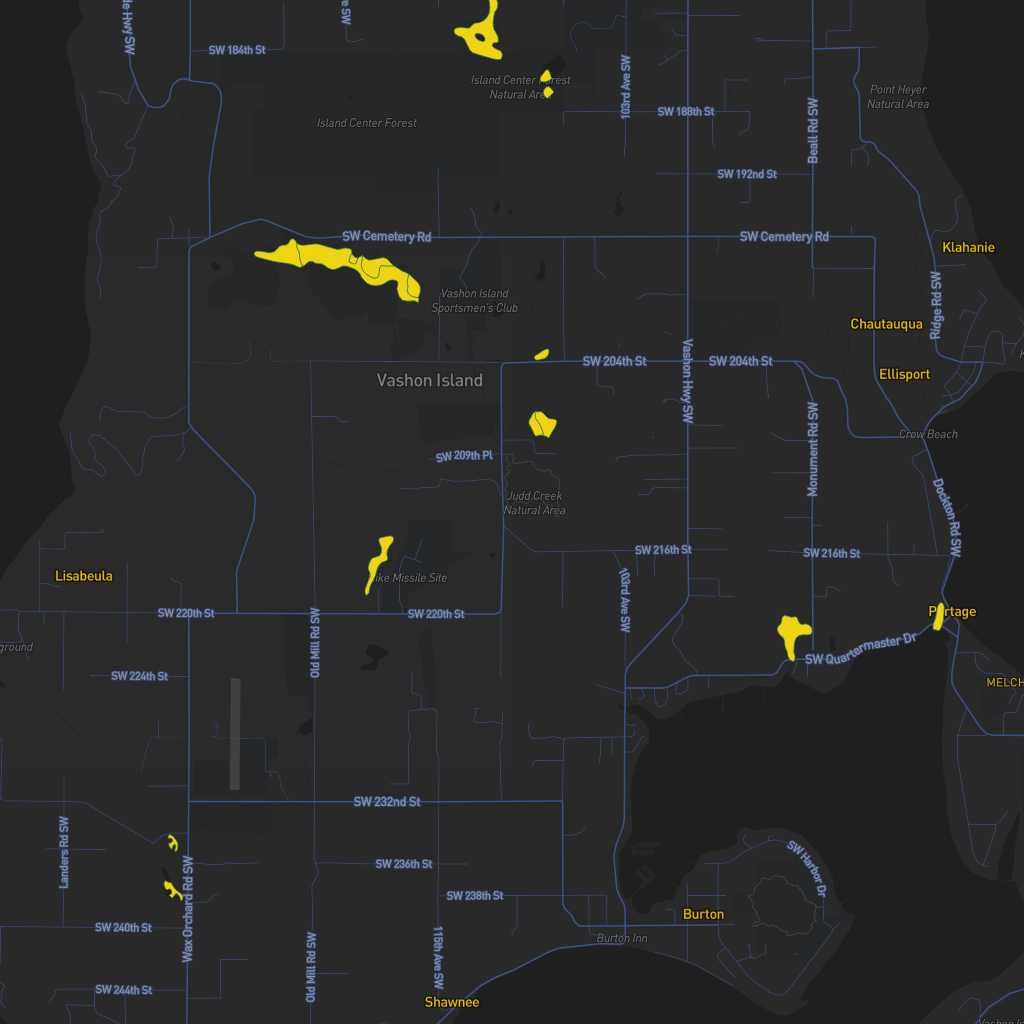 SW 184th St
Island Center Forest
Natural Area
Island Center Forest
103rd Ave SW
SW 188th St
Beall Rd SW
Point Heyer
Natural Area
SW 192nd St
SW Cemetery Rd
SW Cemetery Rd
Klahanie
Vashon Island
Sportsmen's Club
Ridge Rd SW
Chautauqua
SW 204th St
SW 204th St
Vashon Hwy SW
Ellisport
Vashon Island
Monument Rd SW
Crow Beach
SW 209th Pl
Judd Creek
Natural Area
Dockton Rd SW
SW 216th St
SW 216th St
Lisabeula
Nike Missile Site
103rd Ave SW
SW 220th St
SW 220th St
Portage
Old Mill Rd SW
SW Quartermaster Dr
ground
SW 224th St
MELCH
SW 232nd St
Landers Rd SW
SW 236th St
SW Harbor Dr
SW 238th St
Wax Orchard Rd SW
Burton
SW 240th St
Burton Inn
Old Mill Rd SW
115th Ave SW
SW 244th St
Shawnee